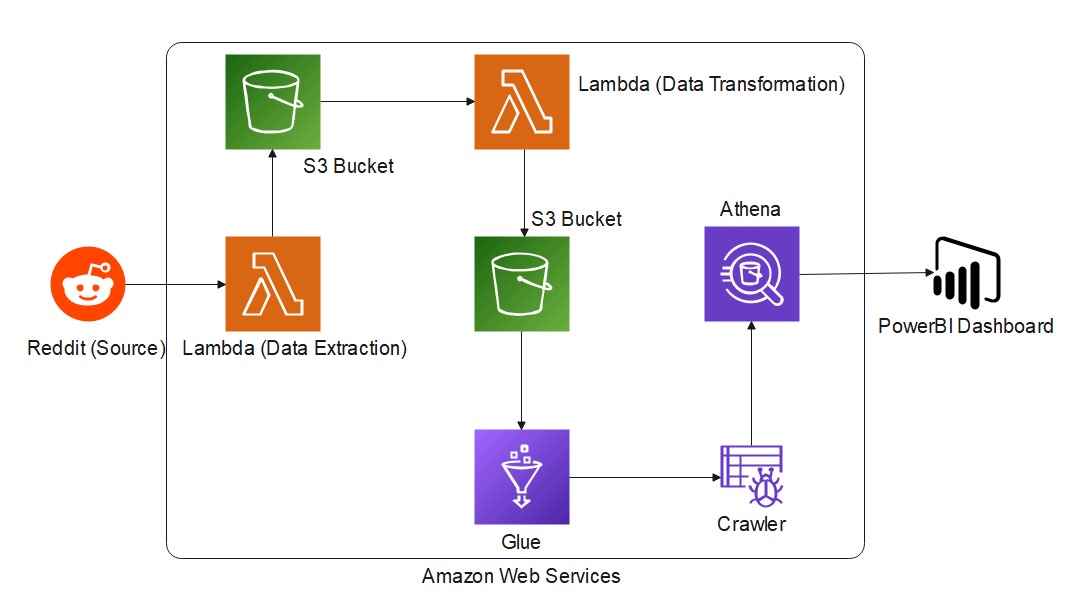 Lambda (Data Transformation)
S3 Bucket
S3 Bucket
Athena
Reddit (Source)
Lambda (Data Extraction)
PowerBI Dashboard
Crawler
Glue
Amazon Web Services